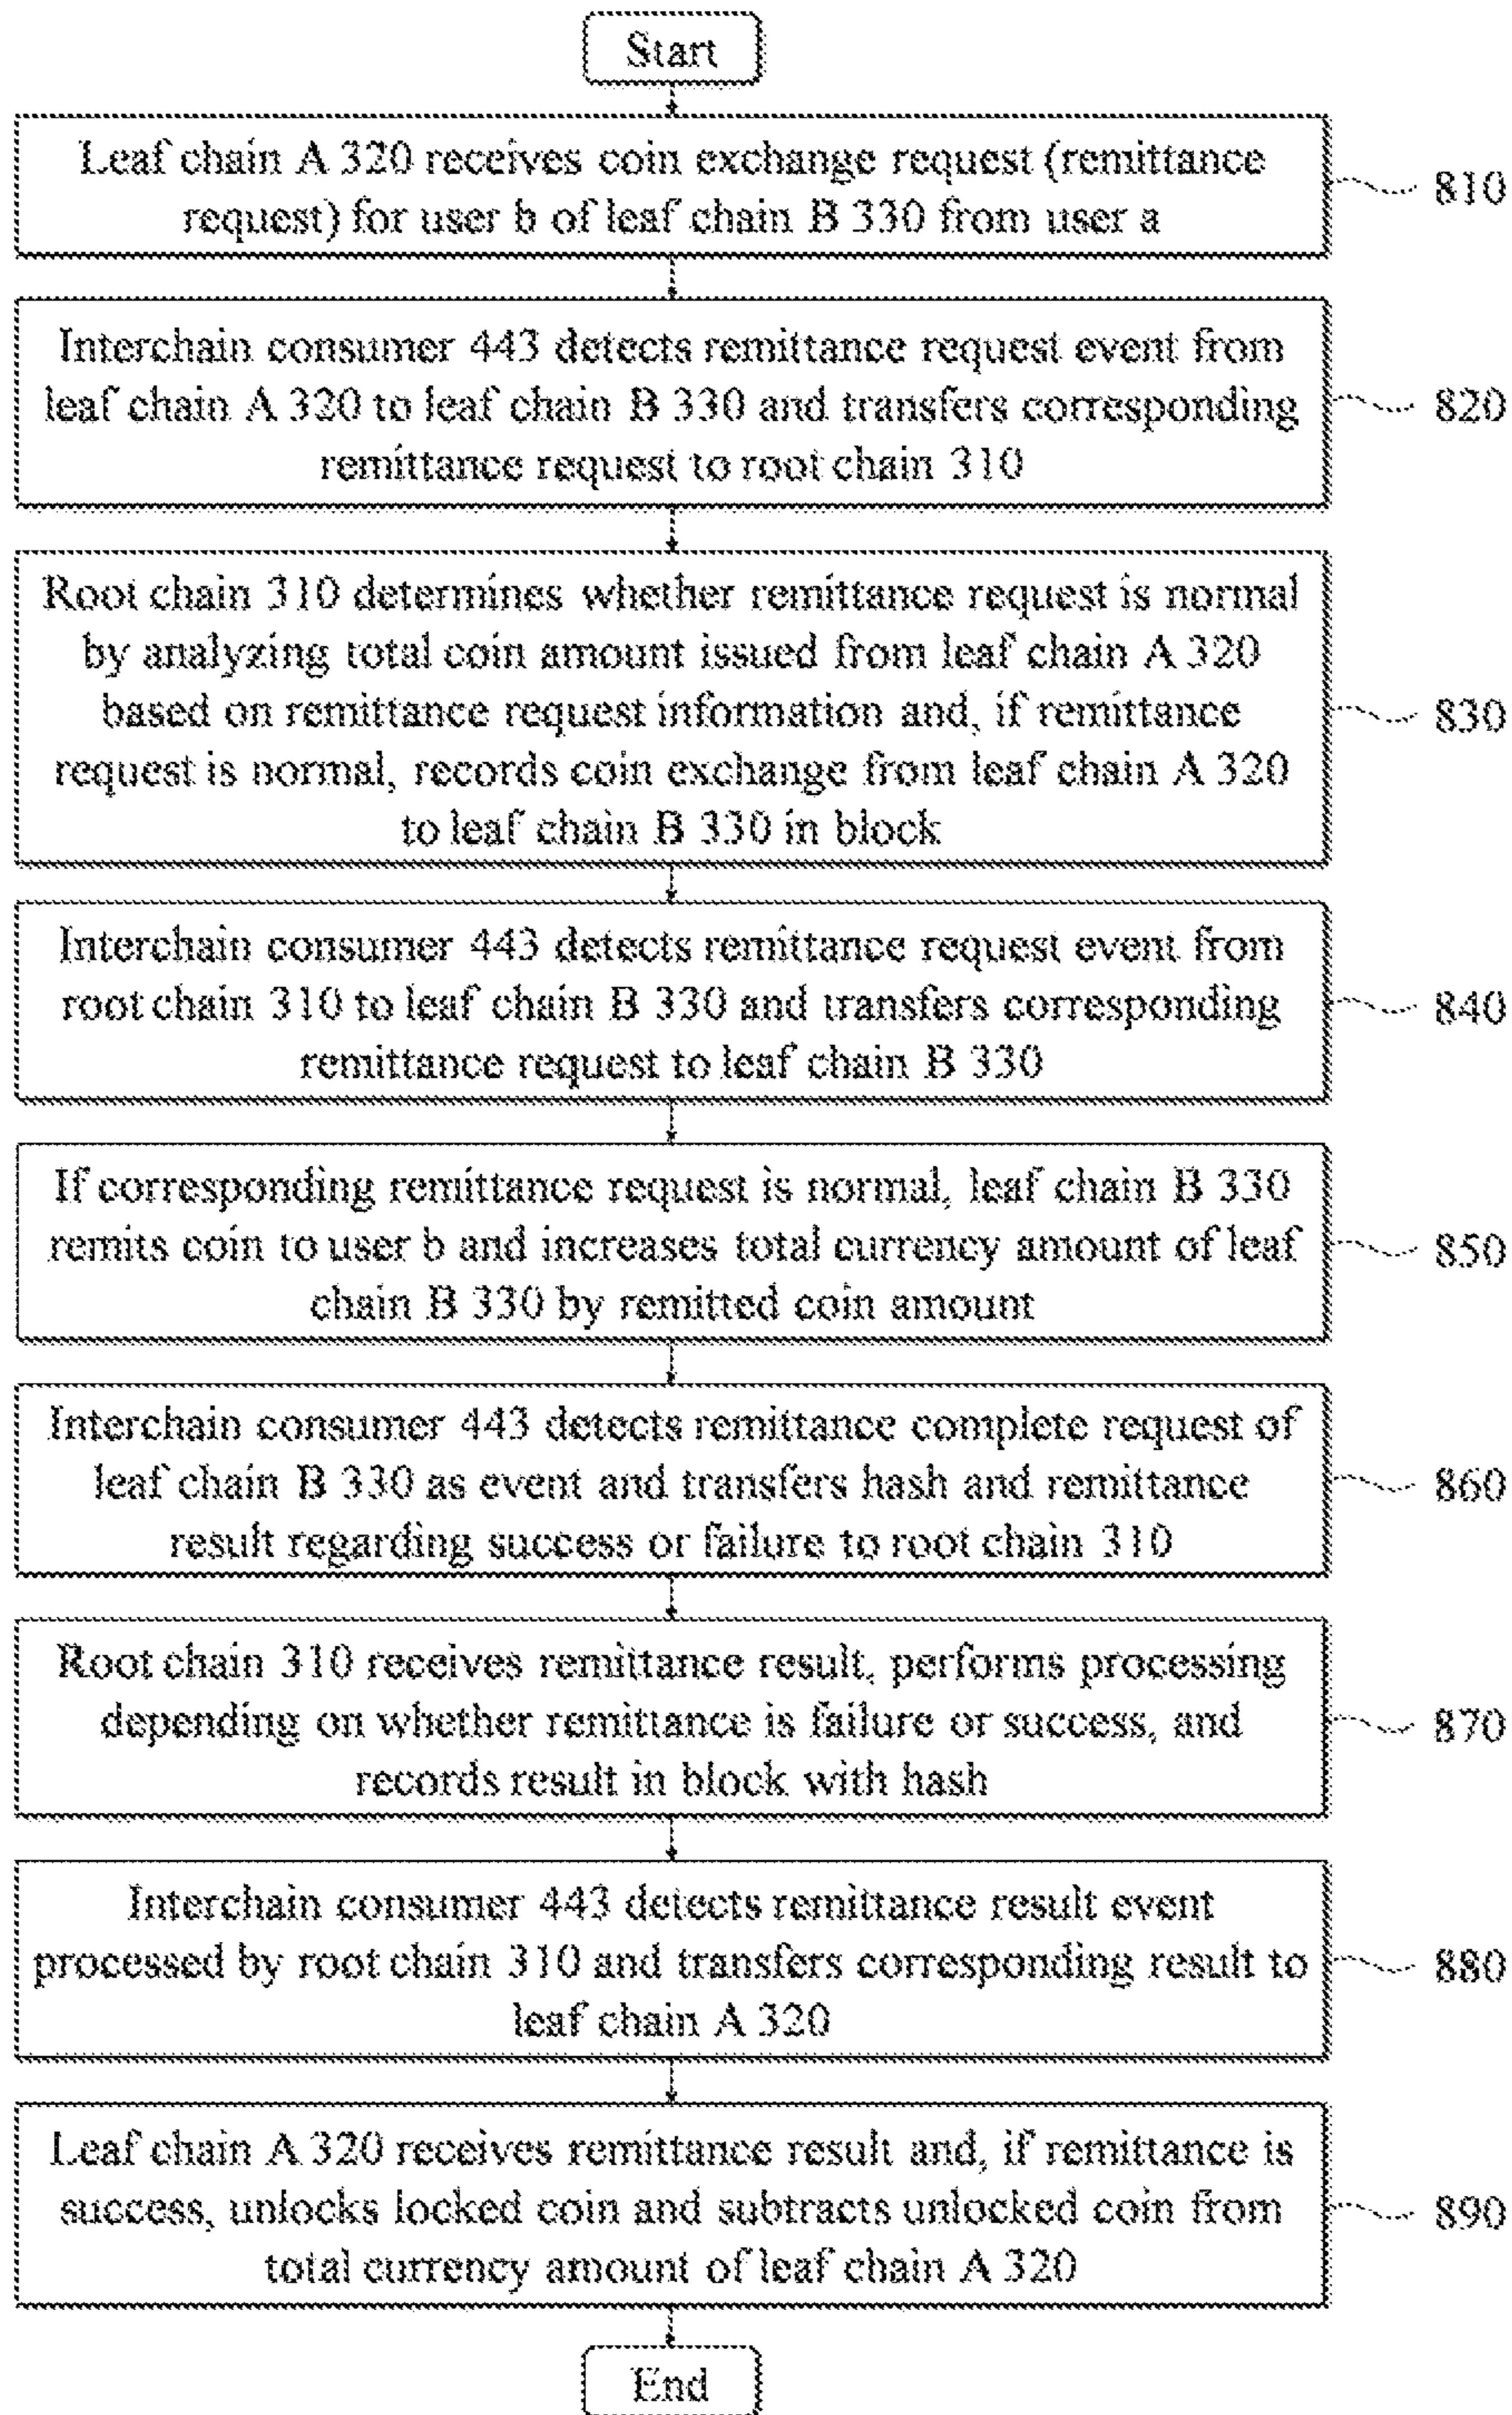 Start
Leaf chain A 320 receives coin exchange request (remittance
request) for user b of leaf chain B 330 from user a
810
Interchain consumer 443 detects remittance request event from
leaf chain A 320 to leaf chain B 330 and transfers corresponding
remittance request to root chain 310
820
Root chain 310 determines whether remittance request is normal
by analyzing total coin amount issued from leaf chain A 320
based on remittance request information and, if remittance
request is normal, records coin exchange from leaf chain A 320
to leaf chain B 330 in block
830
Interchain consumer 443 detects remittance request event from
root chain 310 to leaf chain B 330 and transfers corresponding
remittance request to leaf chain B 330
840
If corresponding remittance request is normal, leaf chain B 330
remits coin to user b and increases total currency amount of leaf
chain B 330 by remitted coin amount
850
Interchain consumer 443 detects remittance complete request of
leaf chain B 330 as event and transfers hash and remittance
result regarding success or failure to root chain 310
860
Root chain 310 receives remittance result, performs processing
depending on whether remittance is failure or success, and
records result in block with hash
870
Interchain consumer 443 detects remittance result event
processed by root chain 310 and transfers corresponding result to
leaf chain A 320
880
Leaf chain A 320 receives remittance result and, if remittance is
success, unlocks locked coin and subtracts unlocked coin from
total currency amount of leaf chain A 320
890
End